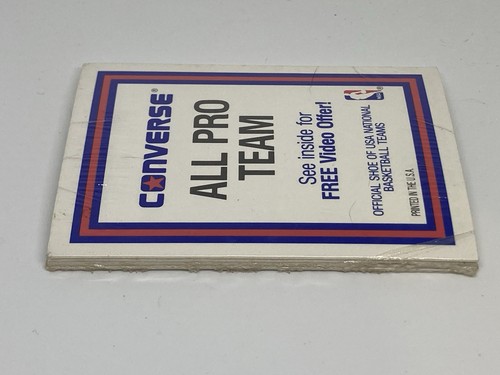 CONVERSE®
ALL PRO
TEAM
See inside for
FREE Video Offer!
NBA®
OFFICIAL SHOE OF USA NATIONAL
BASKETBALL TEAMS
PRINTED IN THE U.S.A.